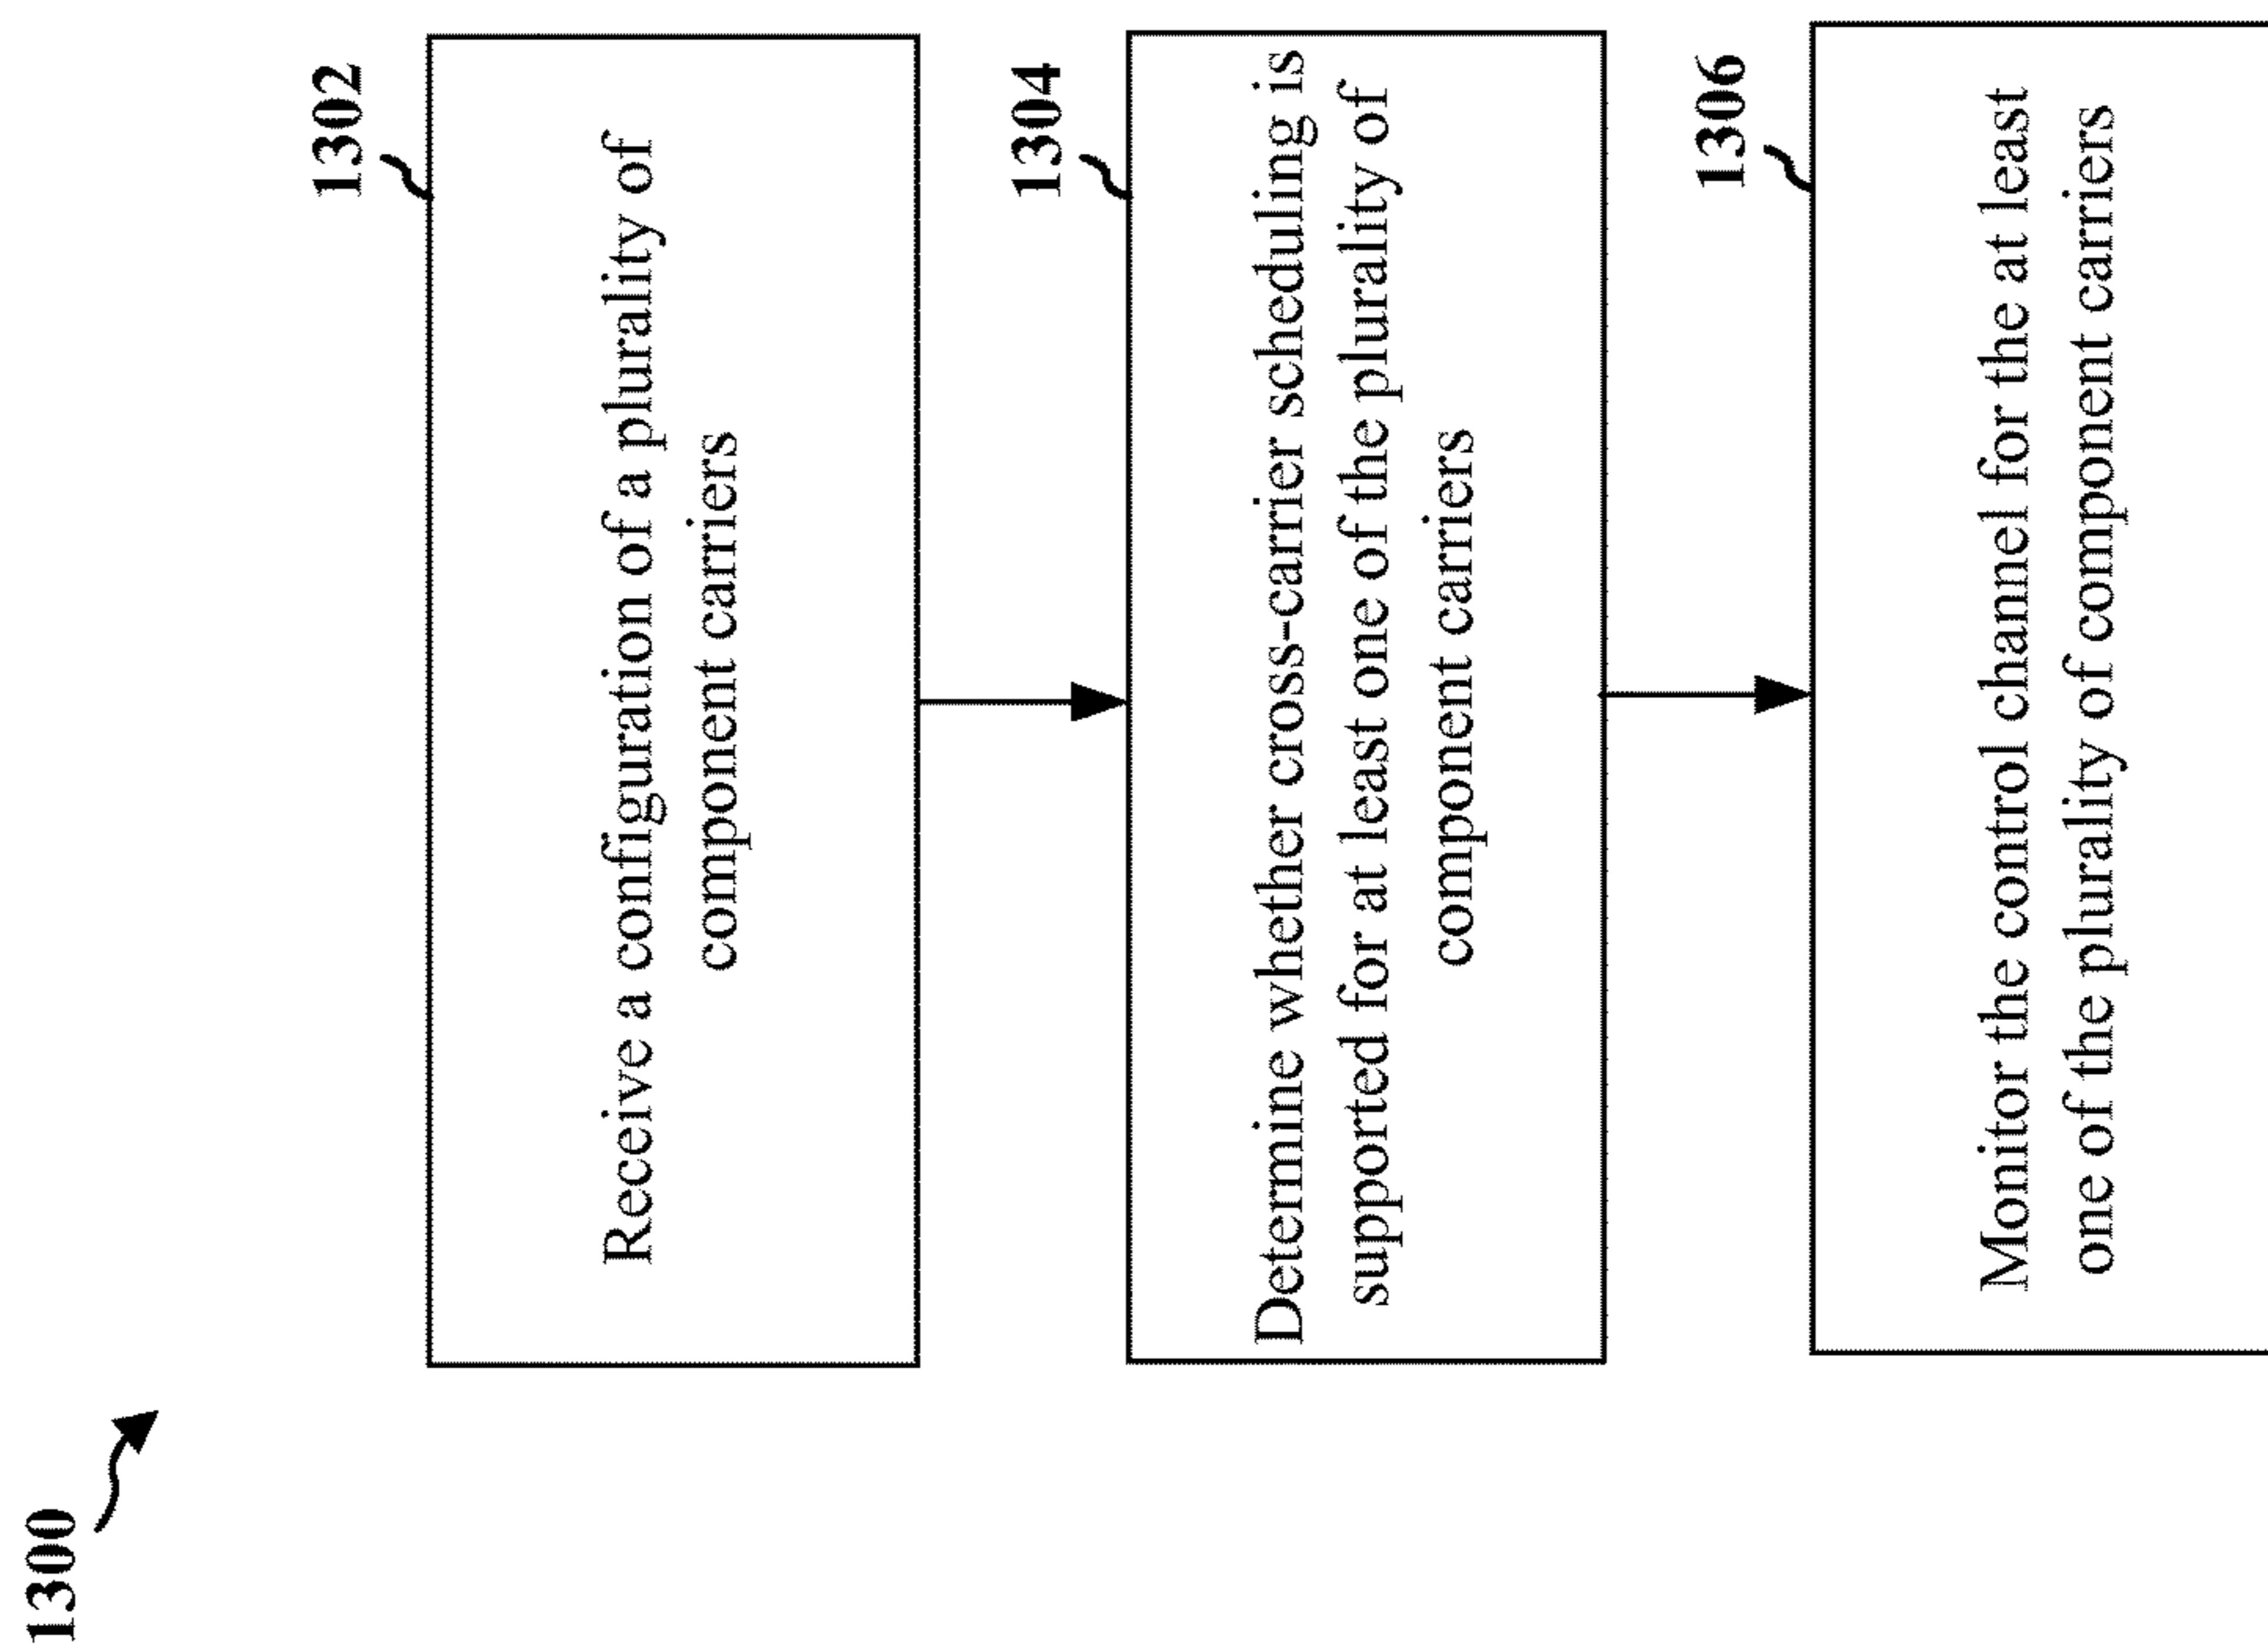 1300
1302
Receive a configuration of a plurality of
component carriers
1304
Determine whether cross-carrier scheduling is
supported for at least one of the plurality of
component carriers
1306
Monitor the control channel for the at least
one of the plurality of component carriers